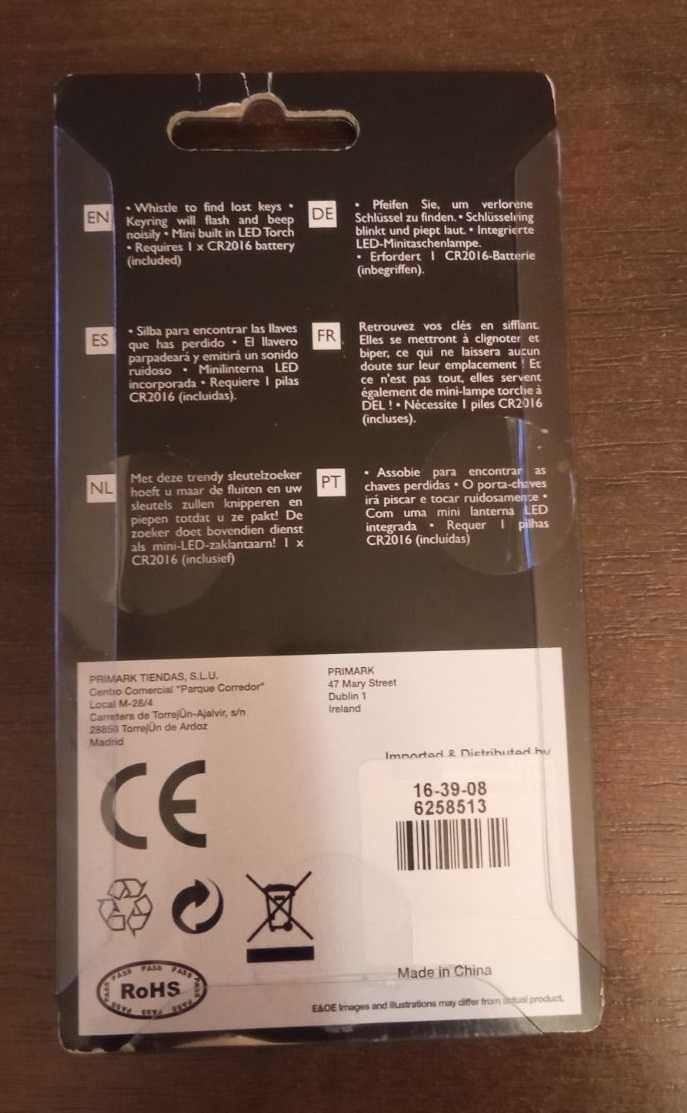 EN
• Whistle to find lost keys •
Keyring will flash and beep
noisily • Mini built in LED Torch
• Requires 1 x CR2016 battery
(included)
DE
• Pfeifen Sie, um verlorene
Schlüssel zu finden. • Schlüsselring
blinkt und piept laut. • Integrierte
LED-Minitaschenlampe.
• Erfordert 1 CR2016-Batterie
(inbegriffen).
ES
• Silba para encontrar las llaves
que has perdido • El llavero
parpadeará y emitirá un sonido
ruidoso • Minilinterna LED
incorporada • Requiere 1 pilas
CR2016 (incluidas).
FR
Retrouvez vos clés en sifflant.
Elles se mettront à clignoter et
biper, ce qui ne laissera aucun
doute sur leur emplacement ! Et
ce n'est pas tout, elles servent
également de mini-lampe torche à
DEL ! • Nécessite 1 piles CR2016
(incluses).
NL
Met deze trendy sleutelzoeker
hoeft u maar de fluiten en uw
sleutels zullen knipperen en
piepen totdat u ze pakt! De
zoeker doet bovendien dienst
als mini-LED-zaklantaarn! 1 x
CR2016 (inclusief)
PT
• Assobie para encontrar as
chaves perdidas • O porta-chaves
irá piscar e tocar ruidosamente •
Com uma mini lanterna LED
integrada • Requer 1 pilhas
CR2016 (incluídas)
PRIMARK TIENDAS, S.L.U.
Centro Comercial "Parque Corredor"
Local M-26/4
Carretera de TorrejÜn-Ajalvir, s/n
28850 TorrejÜn de Ardoz
Madrid
PRIMARK
47 Mary Street
Dublin 1
Ireland
Imported & Distributed by
16-39-08
6258513
CE
PASS PASS PASS
RoHS
PASS PASS PASS
Made in China
E&OE Images and illustrations may differ from actual product.